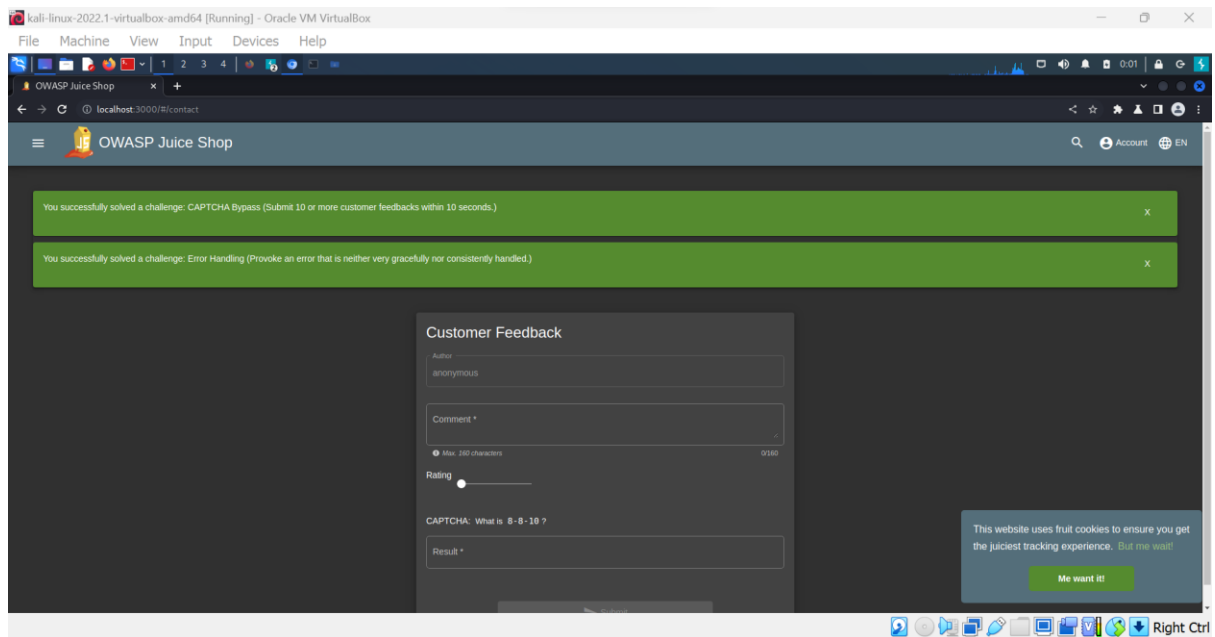 kali-linux-2022.1-virtualbox-amd64 [Running] - Oracle VM VirtualBox
File Machine View Input Devices Help
1 2 3 4 0:01
OWASP Juice Shop
localhost:3000/#/contact
OWASP Juice Shop Account EN
You successfully solved a challenge: CAPTCHA Bypass (Submit 10 or more customer feedbacks within 10 seconds.) X
You successfully solved a challenge: Error Handling (Provoke an error that is neither very gracefully nor consistently handled.) X
Customer Feedback
Author
anonymous
Comment *
Max. 160 characters 0/160
Rating
CAPTCHA: What is 8-8-10 ?
Result *
Submit
This website uses fruit cookies to ensure you get
the juiciest tracking experience. But me wait!
Me want it!
Right Ctrl